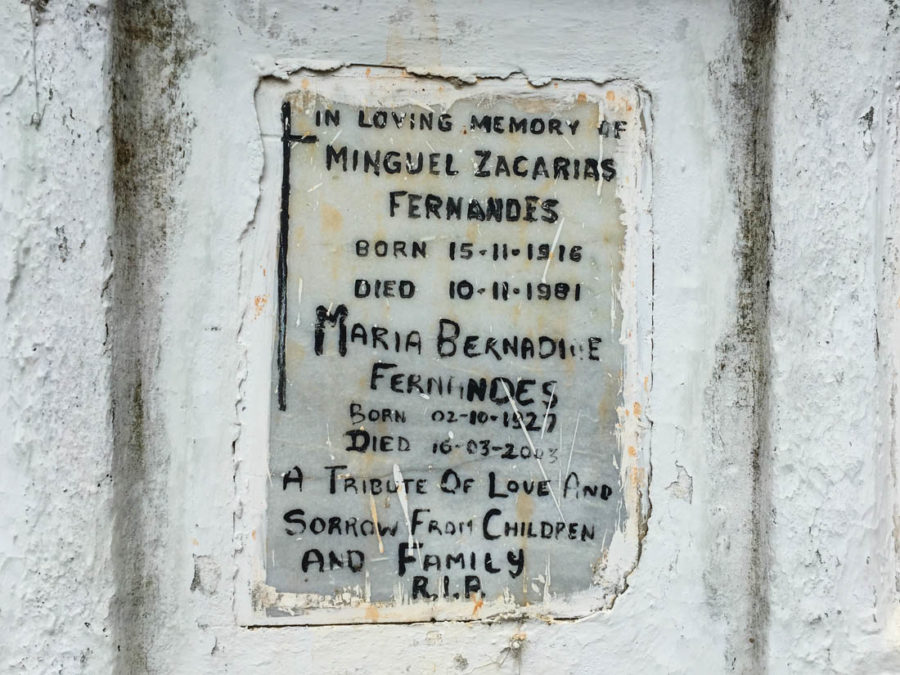 IN LOVING MEMORY OF
MINGUEL ZACARIAS
FERNANDES
BORN 15-11-1916
DIED 10-11-1981
MARIA BERNADINE
FERNANDES
BORN 02-10-1927
DIED 16-03-2003
A TRIBUTE OF LOVE AND
SORROW FROM CHILDREN
AND FAMILY
R.I.P.